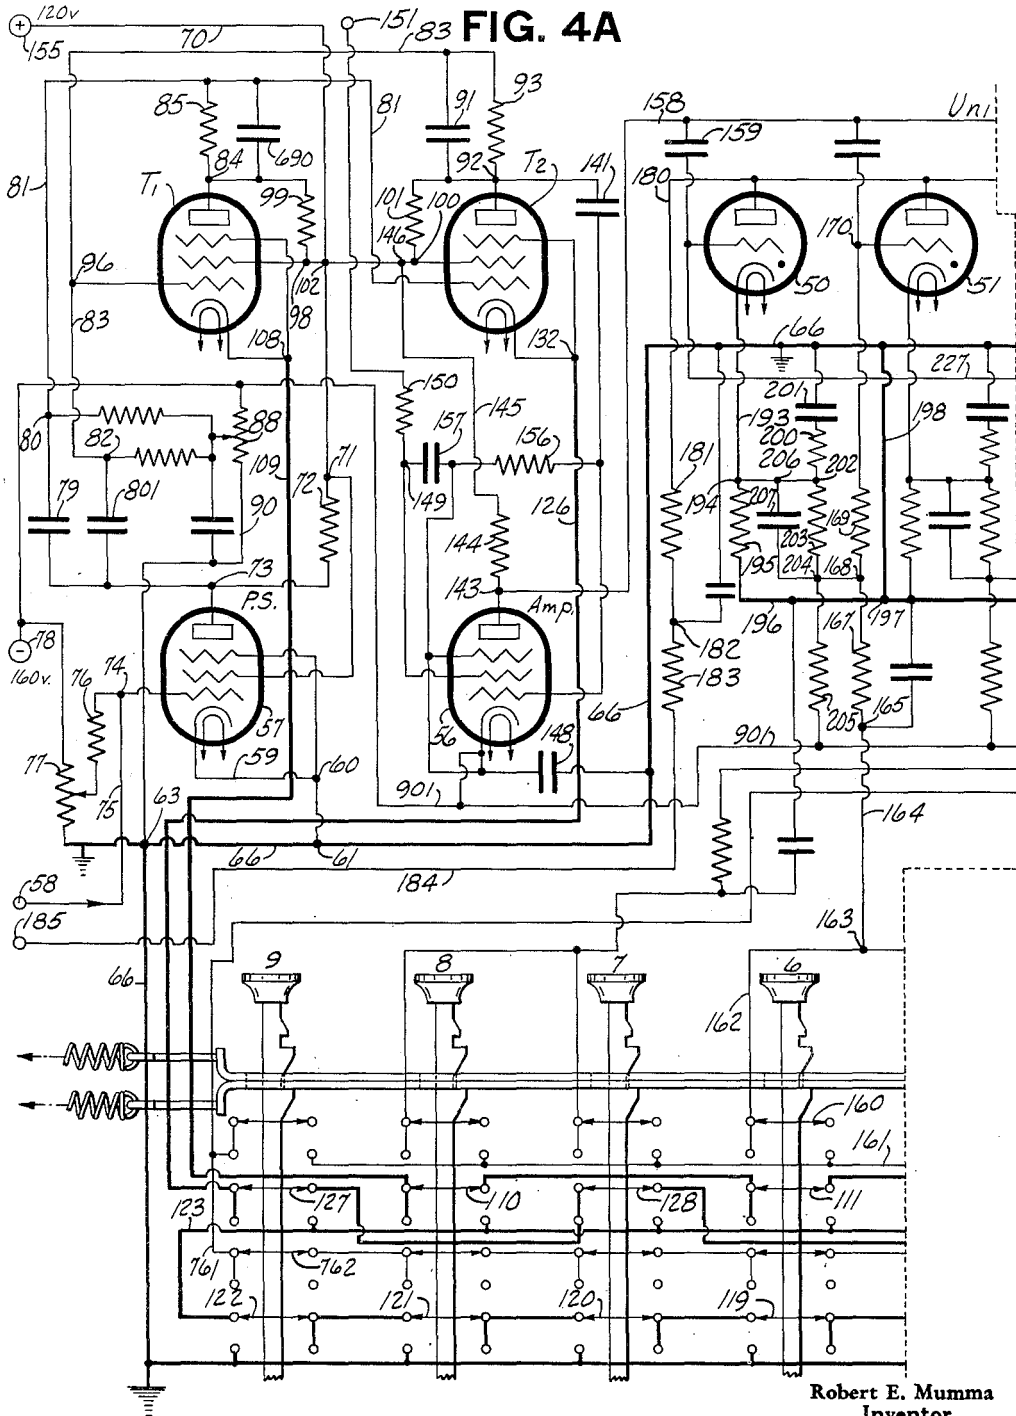 120v. 151 FIG. 4A
155 70 83
85 81 91 93 158 159 Uni
690 84 92 141
81 T1 99 101 100 T2 180
146 170
96 102 50 51
83 98 108 132 66
150 201 227
80 82 88 157 145 156 193 200 198
109 71 181 206 202
79 801 90 72 149 126 194 207 169
144 195 203 204 168
73 143 196 197
P.S. Amp. 167
78 182
160v. 76 74 183 165
57 56 148 66 205
77 59 60 901
75 63 901 164
66 61
58 184
185 163
66 9 8 7 6
162
160
161
123 127 110 128 111
761 762
122 121 120 119
Robert E. Mumma
Inventor